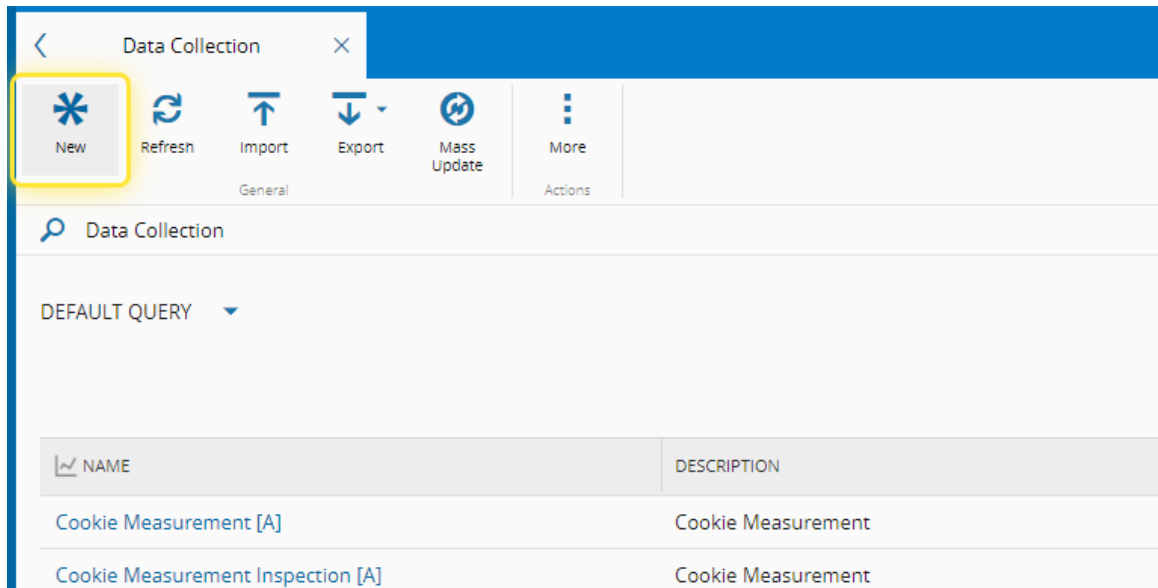 Data Collection
New
Refresh
Import
Export
Mass
Update
More
General
Actions
Data Collection
DEFAULT QUERY
NAME
DESCRIPTION
Cookie Measurement [A]
Cookie Measurement
Cookie Measurement Inspection [A]
Cookie Measurement